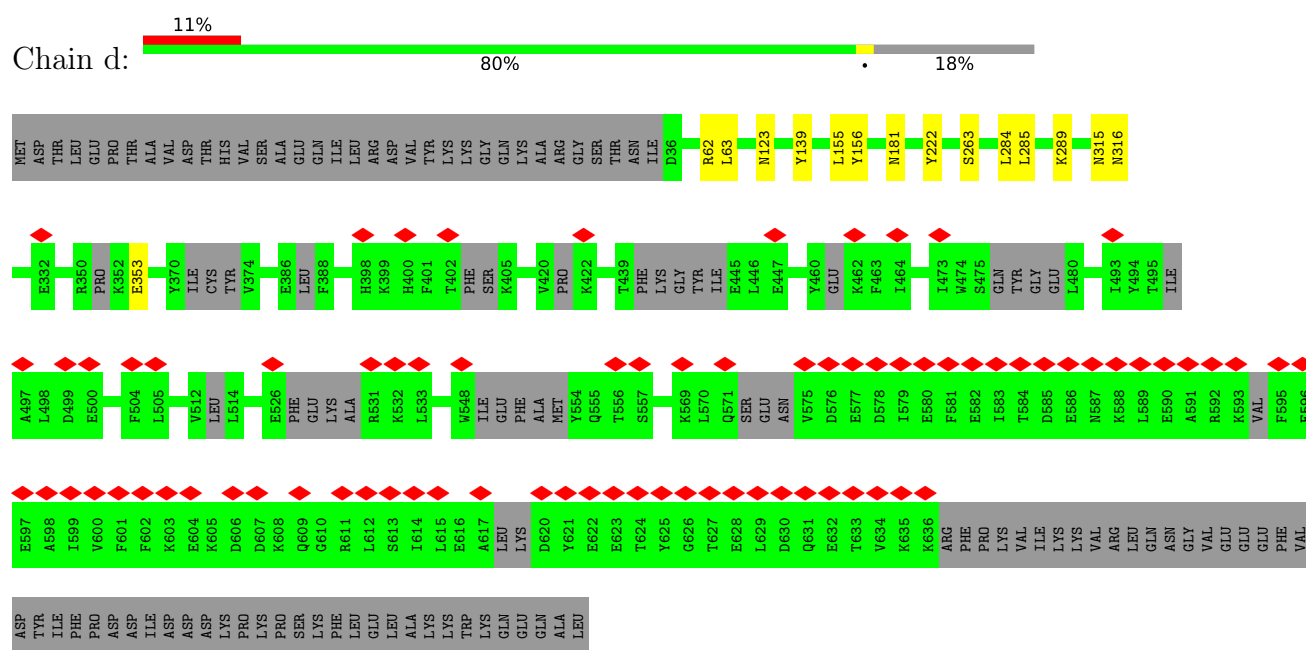 11%
Chain d:
80% • 18%
MET ASP THR LEU GLU PRO THR ALA VAL ASP THR HIS VAL SER ALA GLU GLN ILE LEU ARG ASP VAL TYR LYS LYS GLY GLN LYS ALA ARG GLY SER THR ASN ILE D36 R62 L63 N123 Y139 L155 Y156 N181 Y222 S263 L284 L285 K289 N315 N316
E332 R350 PRO K352 E353 Y370 ILE CYS TYR V374 E386 LEU F388 H398 K399 H400 F401 T402 PHE SER K405 V420 PRO K422 T439 PHE LYS GLY TYR ILE E445 L446 E447 Y460 GLU K462 F463 I464 I473 W474 S475 GLN TYR GLY GLU L480 I493 Y494 T495 ILE
A497 L498 D499 E500 F504 L505 V512 LEU L514 E526 PHE GLU LYS ALA R531 K532 L533 W548 ILE GLU PHE ALA MET Y554 Q555 T556 S557 K569 L570 Q571 SER GLU ASN V575 D576 E577 D578 I579 E580 F581 E582 I583 T584 D585 E586 N587 K588 L589 E590 A591 R592 K593 VAL F595 E596
E597 A598 I599 V600 F601 F602 K603 E604 K605 D606 D607 K608 Q609 G610 R611 L612 S613 I614 L615 E616 A617 LEU LYS D620 Y621 E622 E623 T624 Y625 G626 T627 E628 L629 D630 Q631 E632 T633 V634 K635 K636 ARG PHE PRO LYS VAL ILE LYS LYS VAL ARG LEU GLN ASN GLY VAL GLU GLU GLU PHE VAL
ASP TYR ILE PHE PRO ASP ASP ILE ASP ASP ASP LYS PRO LYS PRO SER LYS PHE LEU GLU LEU ALA LYS LYS TRP LYS GLN GLU GLN ALA LEU